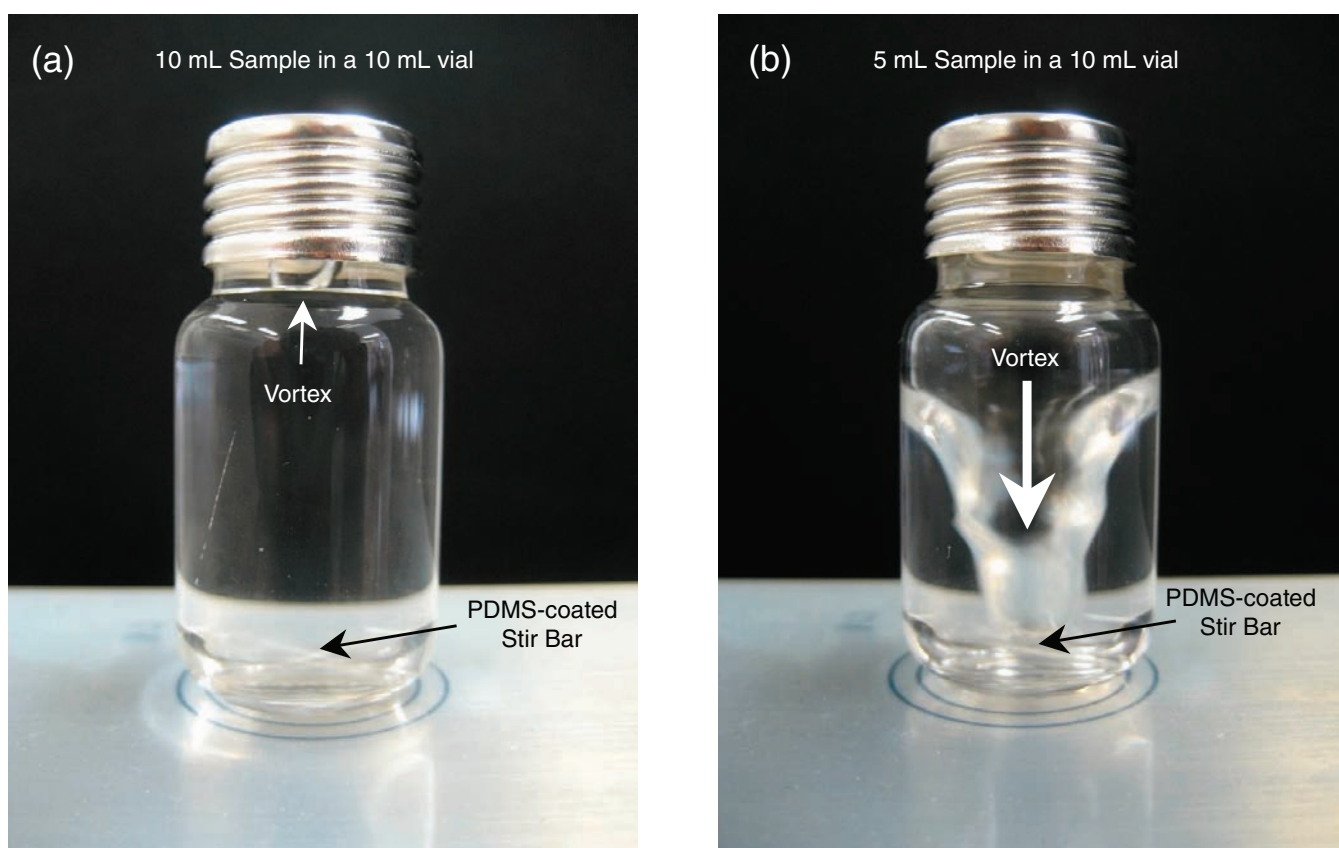 (a)
10 mL Sample in a 10 mL vial
Vortex
PDMS-coated
Stir Bar
(b)
5 mL Sample in a 10 mL vial
Vortex
PDMS-coated
Stir Bar